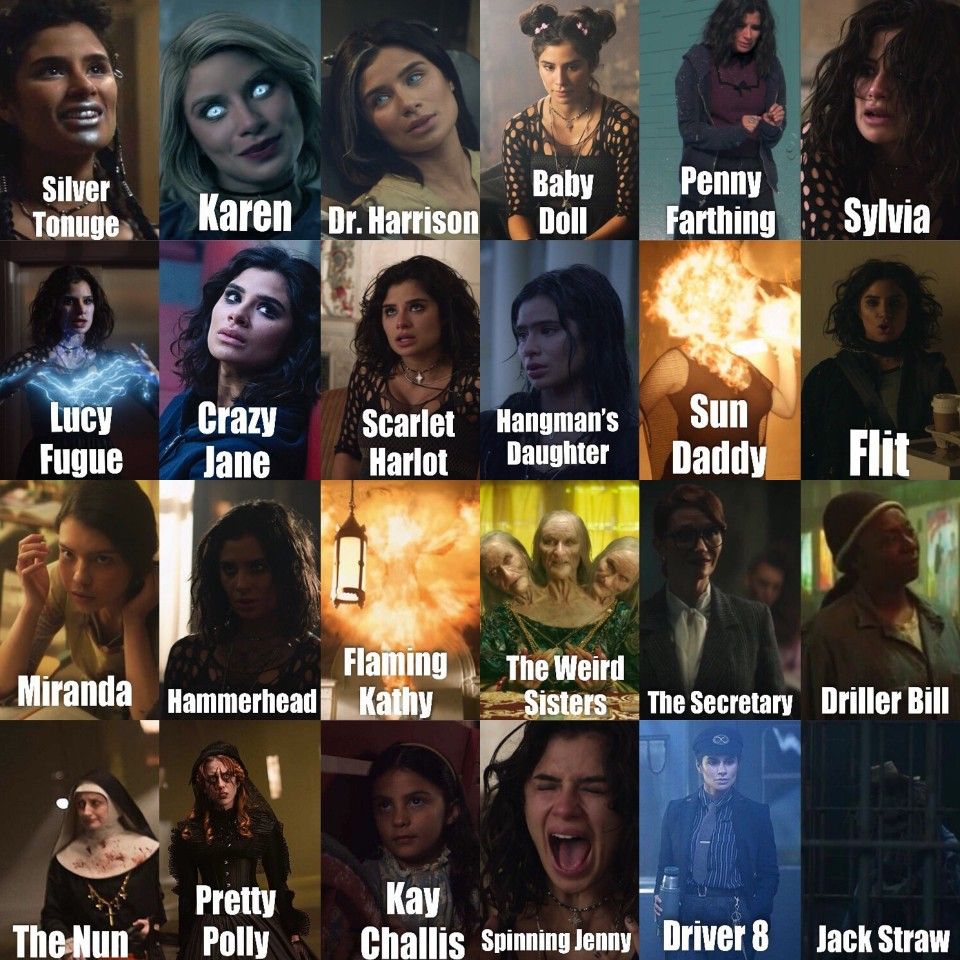 Silver
Tonuge
Karen
Dr. Harrison
Baby
Doll
Penny
Farthing
Sylvia
Lucy
Fugue
Crazy
Jane
Scarlet
Harlot
Hangman's
Daughter
Sun
Daddy
Flit
Miranda
Hammerhead
Flaming
Kathy
The Weird
Sisters
The Secretary
Driller Bill
The Nun
Pretty
Polly
Kay
Challis
Spinning Jenny
Driver 8
Jack Straw